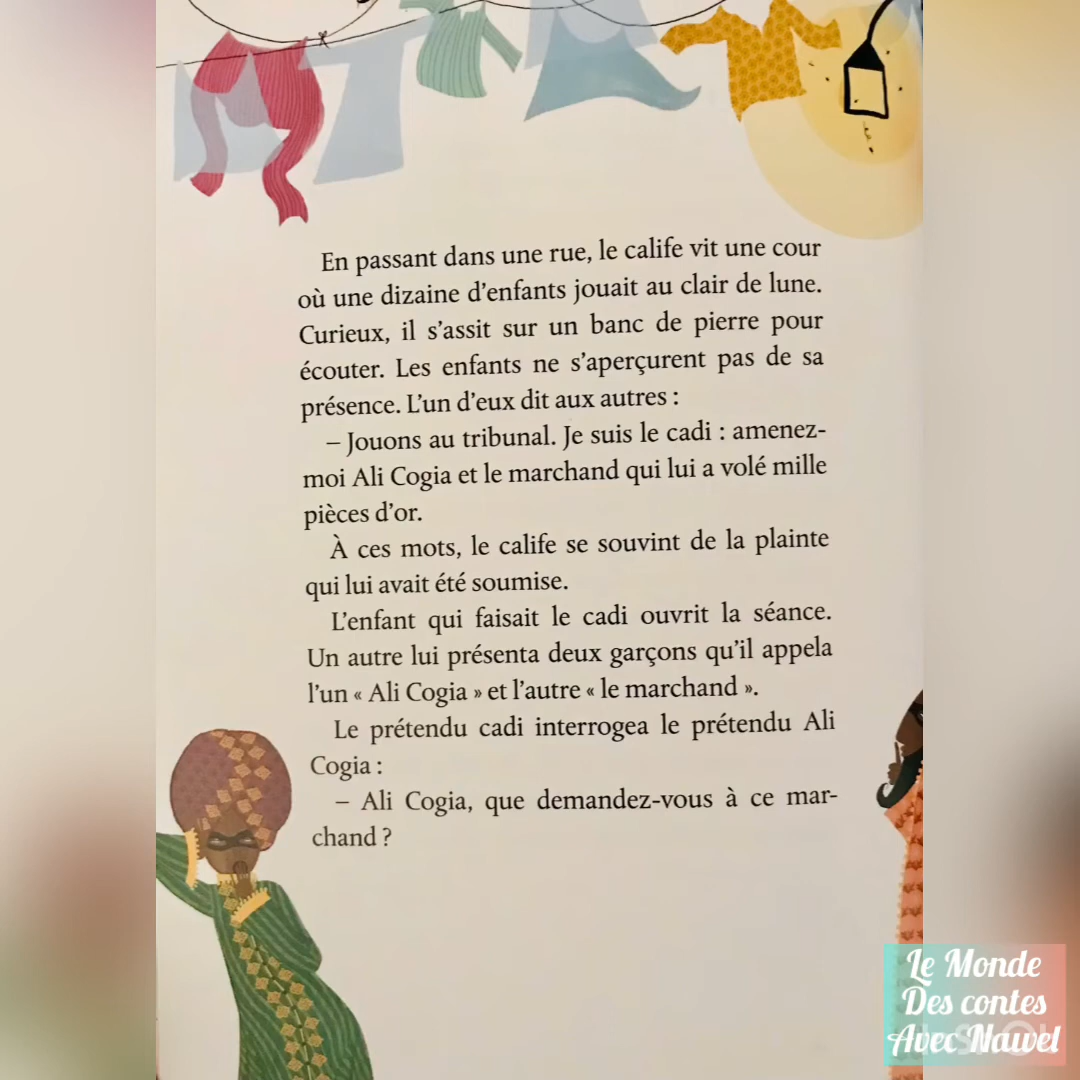 En passant dans une rue, le calife vit une cour
où une dizaine d'enfants jouait au clair de lune.
Curieux, il s'assit sur un banc de pierre pour
écouter. Les enfants ne s'aperçurent pas de sa
présence. L'un d'eux dit aux autres :
– Jouons au tribunal. Je suis le cadi : amenez-
moi Ali Cogia et le marchand qui lui a volé mille
pièces d'or.
À ces mots, le calife se souvint de la plainte
qui lui avait été soumise.
L'enfant qui faisait le cadi ouvrit la séance.
Un autre lui présenta deux garçons qu'il appela
l'un « Ali Cogia » et l'autre « le marchand ».
Le prétendu cadi interrogea le prétendu Ali
Cogia :
– Ali Cogia, que demandez-vous à ce mar-
chand ?
Le Monde
Des contes
Avec Nawel